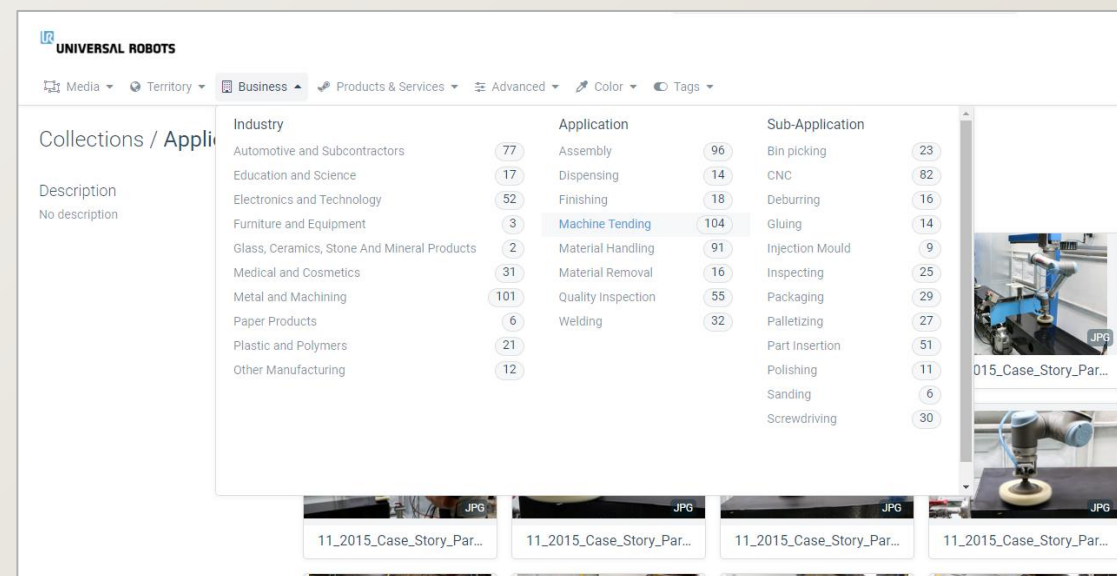 UR
UNIVERSAL ROBOTS
Media
Territory
Business
Products & Services
Advanced
Color
Tags
Collections / Appli
Description
No description
Industry
Automotive and Subcontractors 77
Education and Science 17
Electronics and Technology 52
Furniture and Equipment 3
Glass, Ceramics, Stone And Mineral Products 2
Medical and Cosmetics 31
Metal and Machining 101
Paper Products 6
Plastic and Polymers 21
Other Manufacturing 12
Application
Assembly 96
Dispensing 14
Finishing 18
Machine Tending 104
Material Handling 91
Material Removal 16
Quality Inspection 55
Welding 32
Sub-Application
Bin picking 23
CNC 82
Deburring 16
Gluing 14
Injection Mould 9
Inspecting 25
Packaging 29
Palletizing 27
Part Insertion 51
Polishing 11
Sanding 6
Screwdriving 30
JPG
015_Case_Story_Par...
JPG
JPG
JPG
JPG
11_2015_Case_Story_Par...
11_2015_Case_Story_Par...
11_2015_Case_Story_Par...
11_2015_Case_Story_Par...